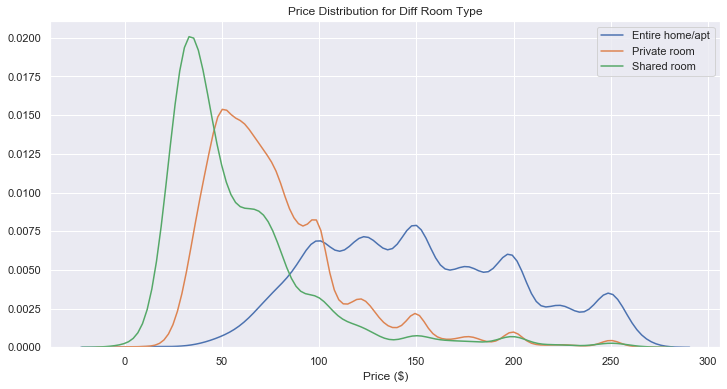 Price Distribution for Diff Room Type
Entire home/apt
Private room
Shared room
0.0200
0.0175
0.0150
0.0125
0.0100
0.0075
0.0050
0.0025
0.0000
0 50 100 150 200 250 300
Price ($)